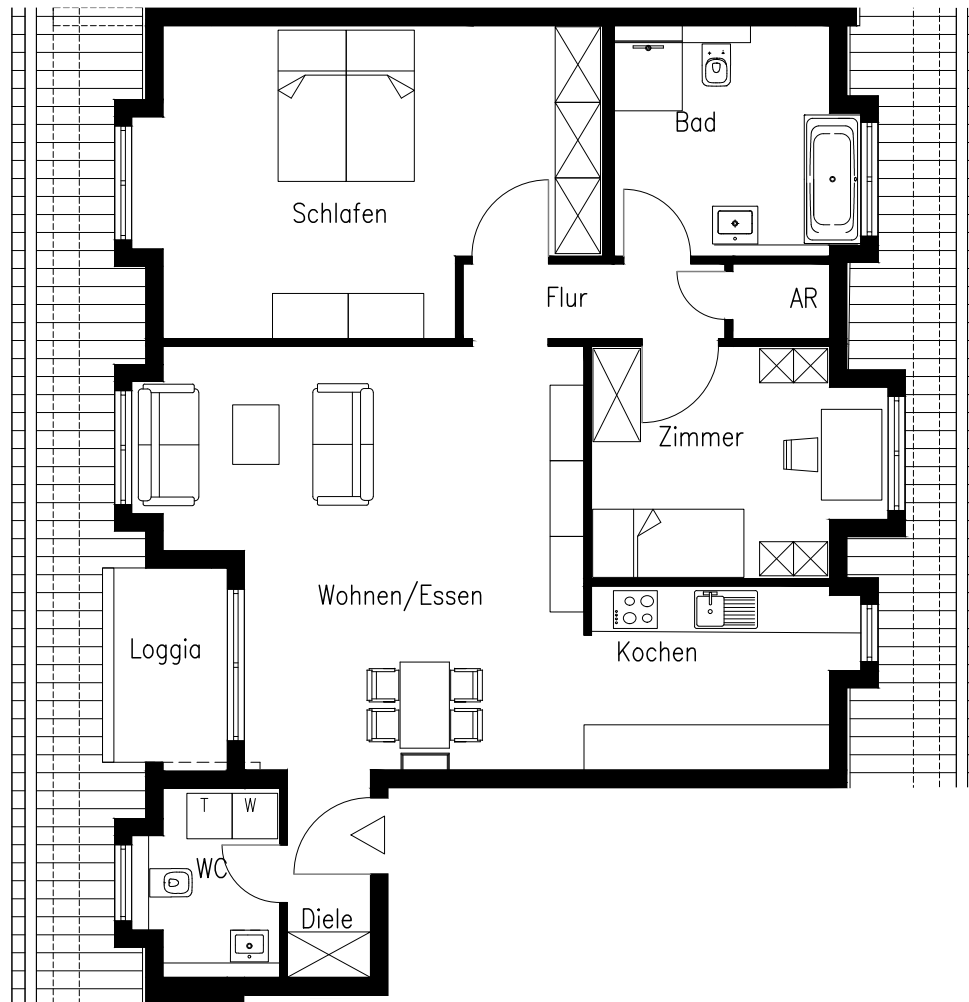 Bad
Schlafen
Flur
AR
Zimmer
Wohnen/Essen
Loggia
Kochen
T
W
WC
Diele